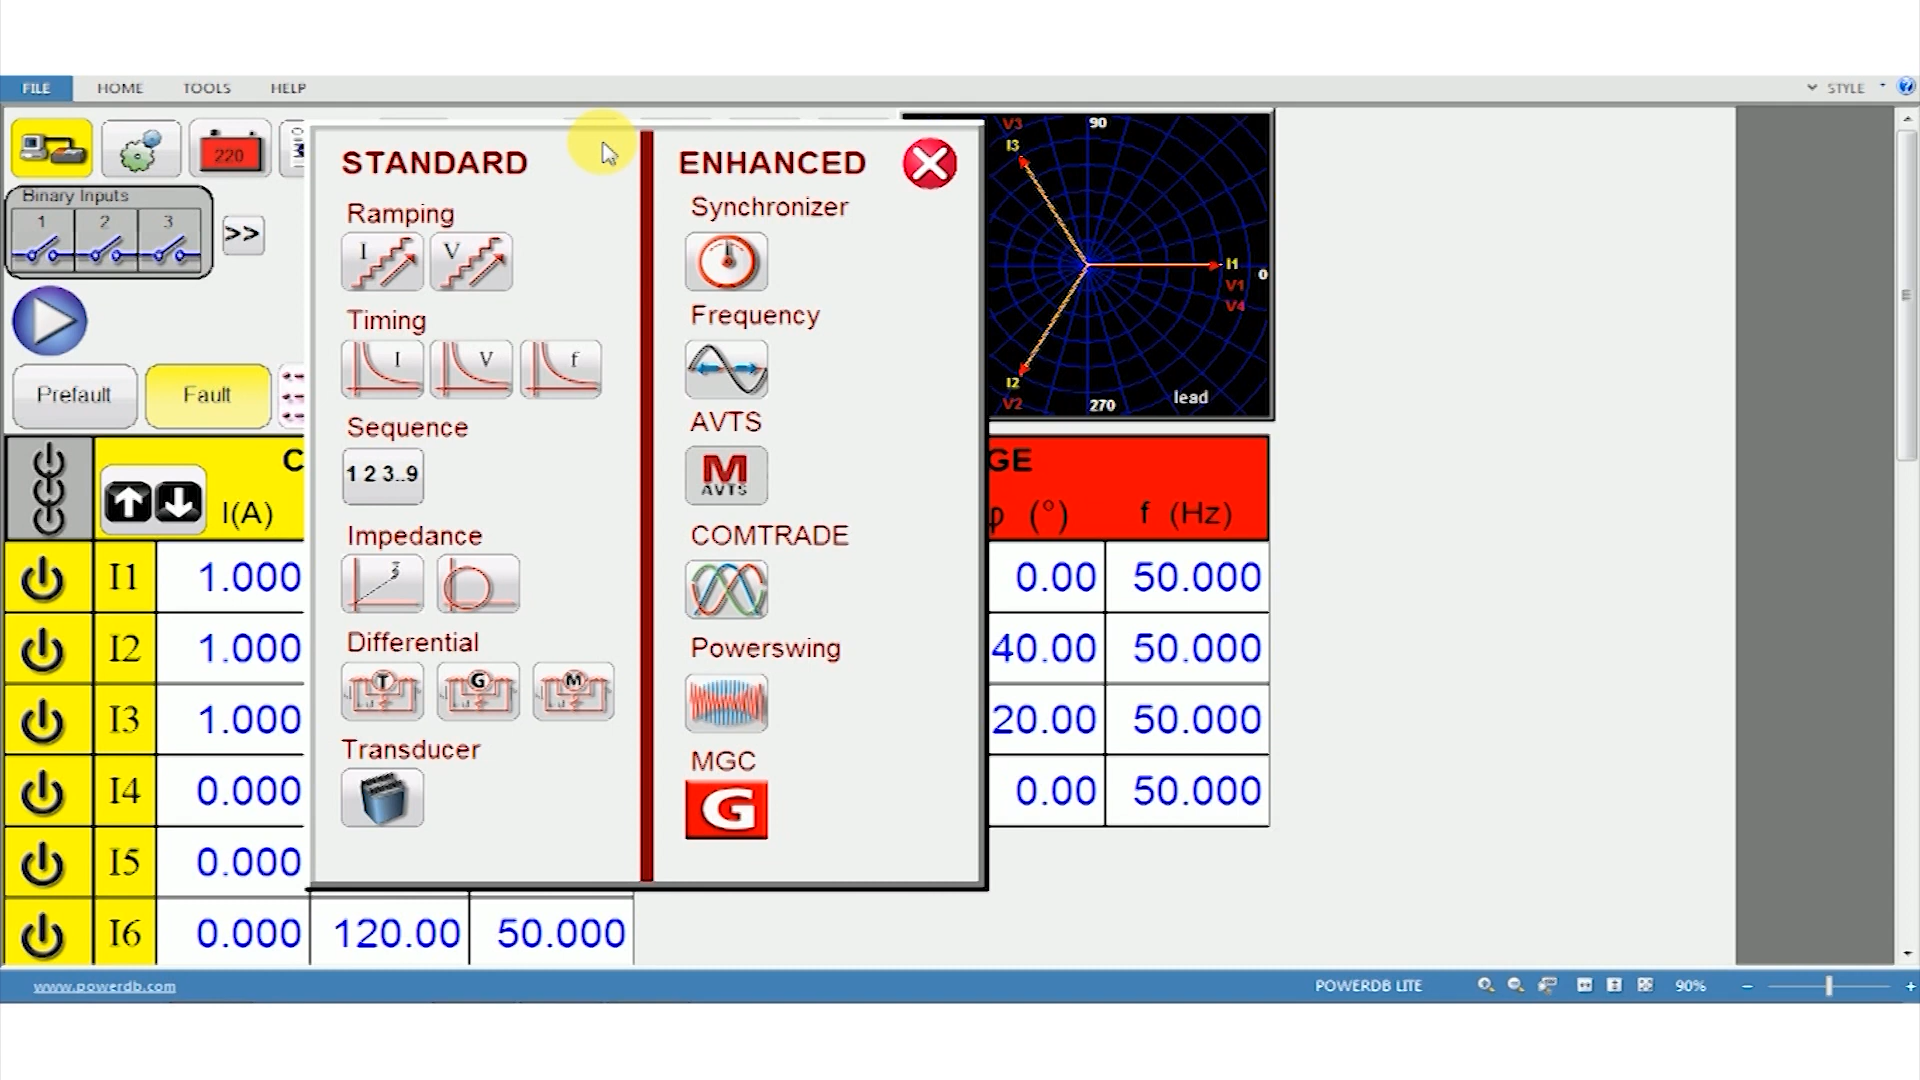 FILE HOME TOOLS HELP STYLE
220
Binary Inputs
1 2 3
>>
Prefault Fault
STANDARD
Ramping
I V
Timing
I V f
Sequence
1 2 3..9
Impedance
Differential
T G M
Transducer
ENHANCED
Synchronizer
Frequency
AVTS
M
AVTS
COMTRADE
Powerswing
MGC
G
V3 90
I3
I1
0
V1
V4
I2
V2 270 lead
C
I(A)
GE
φ (°) f (Hz)
I1 1.000 0.00 50.000
I2 1.000 40.00 50.000
I3 1.000 20.00 50.000
I4 0.000 0.00 50.000
I5 0.000
I6 0.000 120.00 50.000
www.powerdb.com POWERDB LITE 90%